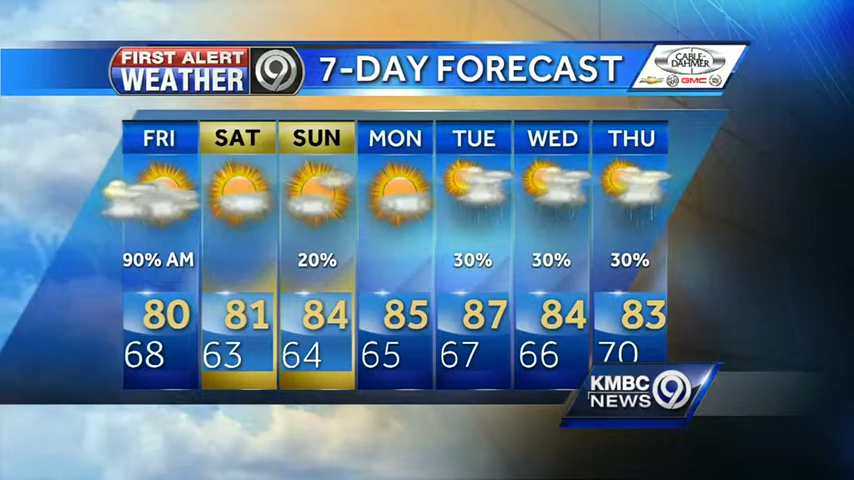 FIRST ALERT
WEATHER 9
7-DAY FORECAST
CABLE-
DAHMER
GMC
FRI SAT SUN MON TUE WED THU
90% AM 20% 30% 30% 30%
80 81 84 85 87 84 83
68 63 64 65 67 66 70
KMBC 9
NEWS